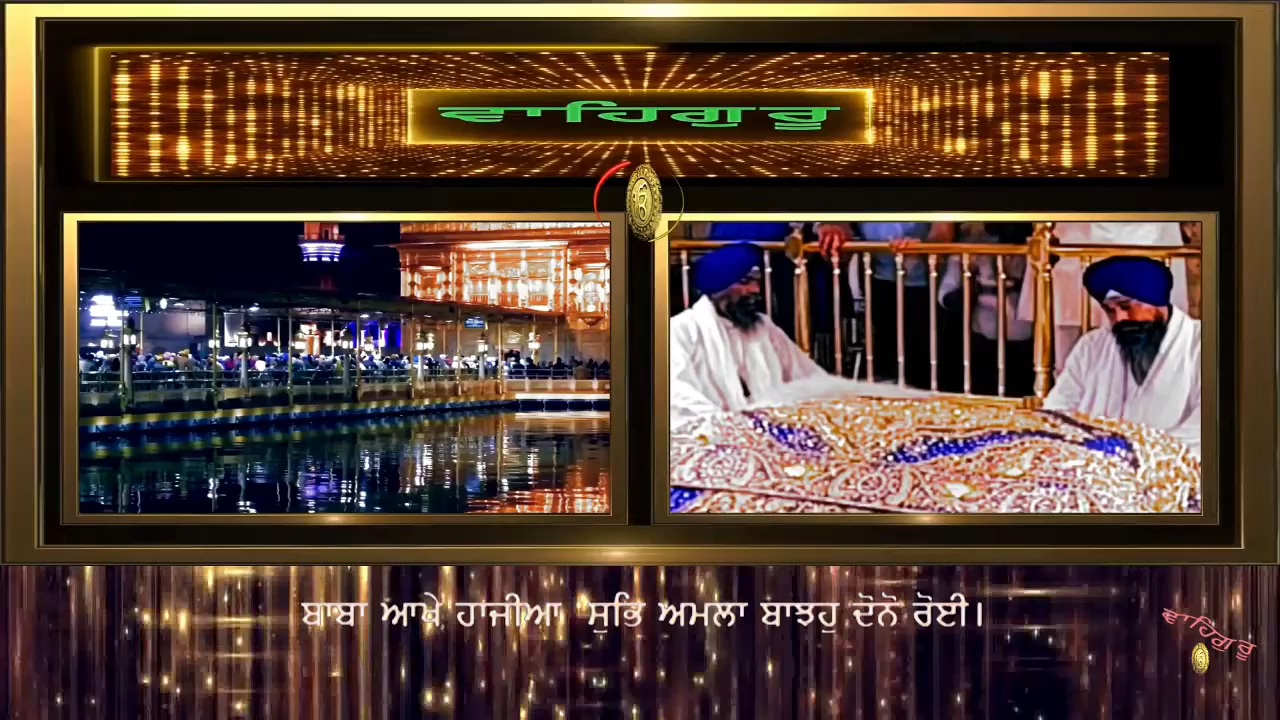 ਵਾਹਿਗੁਰੂ
ੴ
ਬਾਬਾ ਆਖੇ ਹਾਜੀਆ ਸੁਭਿ ਅਮਲਾ ਬਾਝਹੁ ਦੋਨੋ ਰੋਈ।
ਵਾਹਿਗੁਰੂ
ੴ